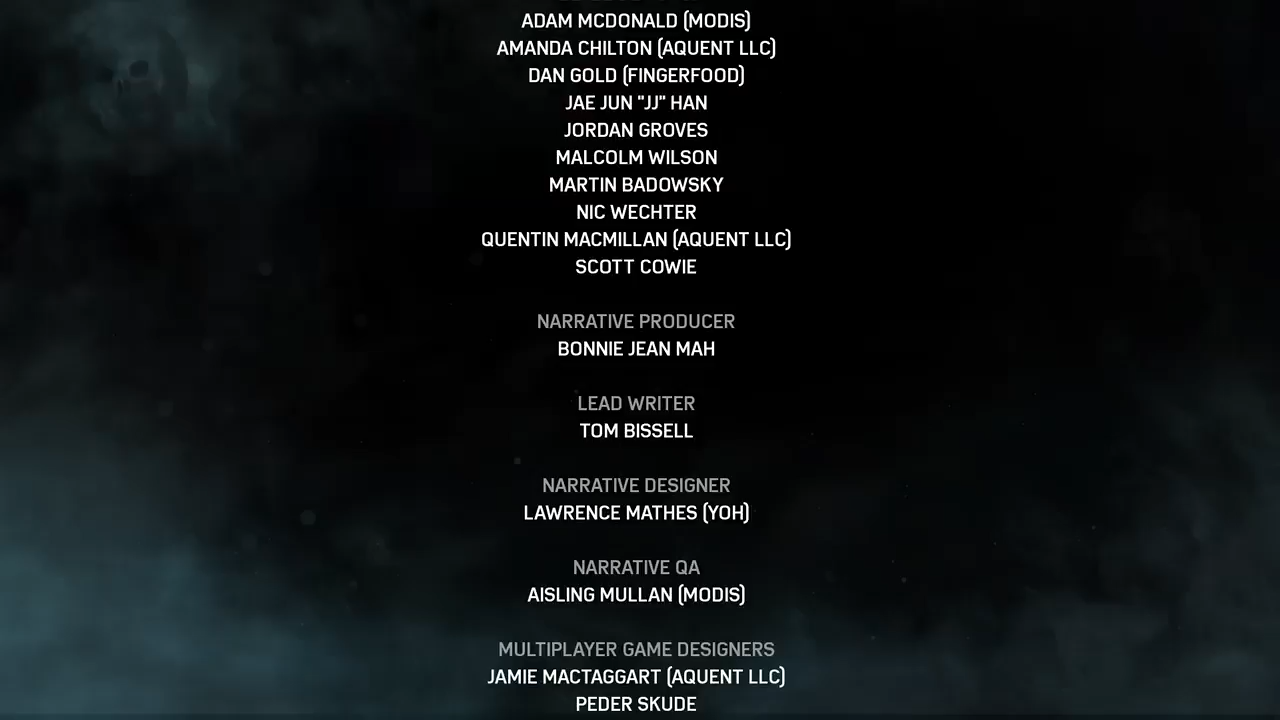 ADAM MCDONALD (MODIS)
AMANDA CHILTON (AQUENT LLC)
DAN GOLD (FINGERFOOD)
JAE JUN "JJ" HAN
JORDAN GROVES
MALCOLM WILSON
MARTIN BADOWSKY
NIC WECHTER
QUENTIN MACMILLAN (AQUENT LLC)
SCOTT COWIE
NARRATIVE PRODUCER
BONNIE JEAN MAH
LEAD WRITER
TOM BISSELL
NARRATIVE DESIGNER
LAWRENCE MATHES (YOH)
NARRATIVE QA
AISLING MULLAN (MODIS)
MULTIPLAYER GAME DESIGNERS
JAMIE MACTAGGART (AQUENT LLC)
PEDER SKUDE